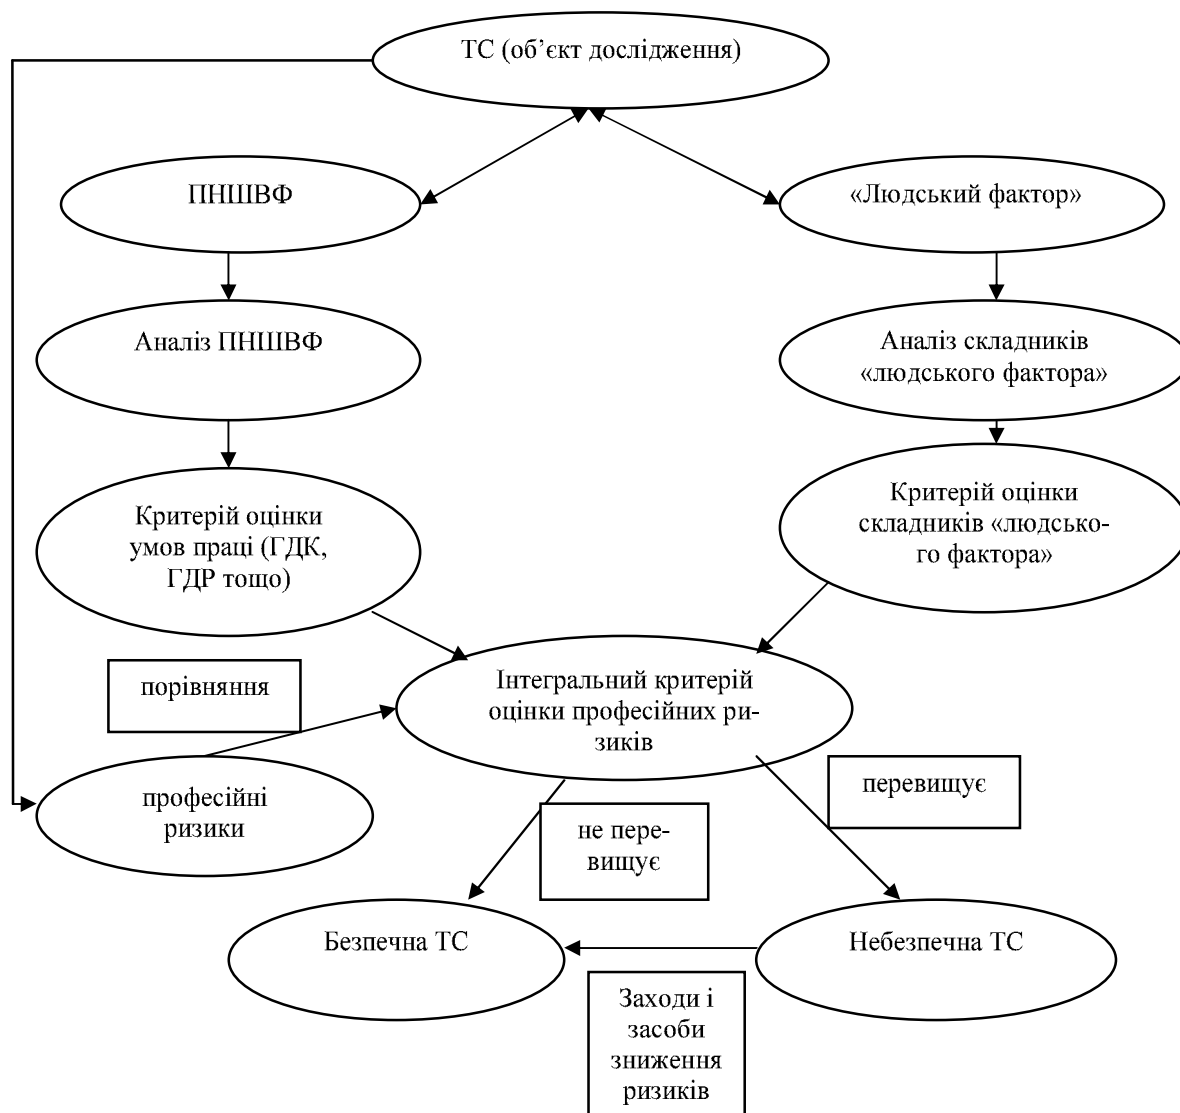 ТС (об’єкт дослідження)
ПНШВФ
«Людський фактор»
Аналіз ПНШВФ
Аналіз складників
«людського фактора»
Критерій оцінки
умов праці (ГДК,
ГДР тощо)
Критерій оцінки
складників «людсько-
го фактора»
порівняння
Інтегральний критерій
оцінки професійних ри-
зиків
професійні
ризики
перевищує
не пере-
вищує
Безпечна ТС
Небезпечна ТС
Заходи і
засоби
зниження
ризиків